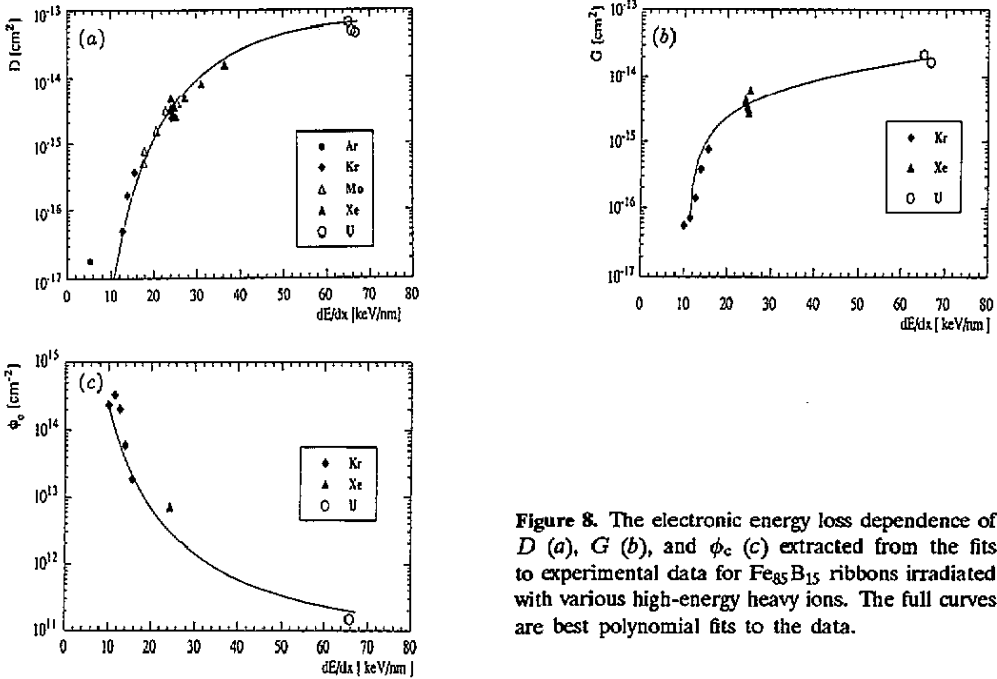 (a)
D [cm²]
10⁻¹³
10⁻¹⁴
10⁻¹⁵
10⁻¹⁶
10⁻¹⁷
0 10 20 30 40 50 60 70 80
dE/dx [keV/nm]
Ar
Kr
Mo
Xe
U
(b)
G [cm²]
10⁻¹³
10⁻¹⁴
10⁻¹⁵
10⁻¹⁶
10⁻¹⁷
0 10 20 30 40 50 60 70 80
dE/dx [keV/nm]
Kr
Xe
U
(c)
ϕc [cm⁻²]
10¹⁵
10¹⁴
10¹³
10¹²
10¹¹
0 10 20 30 40 50 60 70 80
dE/dx [keV/nm]
Kr
Xe
U
Figure 8. The electronic energy loss dependence of
D (a), G (b), and ϕc (c) extracted from the fits
to experimental data for Fe₈₅B₁₅ ribbons irradiated
with various high-energy heavy ions. The full curves
are best polynomial fits to the data.